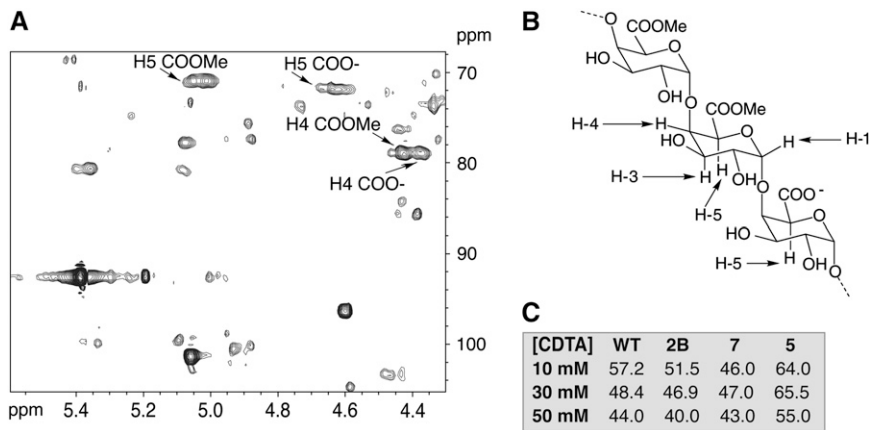 A
ppm
H5 COOMe
H5 COO-
H4 COOMe
H4 COO-
70
80
90
100
ppm
5.4
5.2
5.0
4.8
4.6
4.4
B
O
COOMe
O
HO
OH
O
COOMe
H-4
H
O
H
H-1
HO
H-3
H
H
OH
O
H-5
COO-
O
HO
H-5
H
OH
O
C
[CDTA] WT 2B 7 5
10 mM 57.2 51.5 46.0 64.0
30 mM 48.4 46.9 47.0 65.5
50 mM 44.0 40.0 43.0 55.0